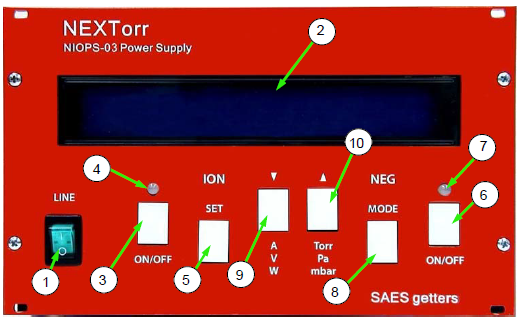 NEXTorr
NIOPS-03 Power Supply
2
10
7
4
ION
NEG
LINE
SET
MODE
6
1
3
ON/OFF
5
9
A
V
W
Torr
Pa
mbar
8
ON/OFF
SAES getters